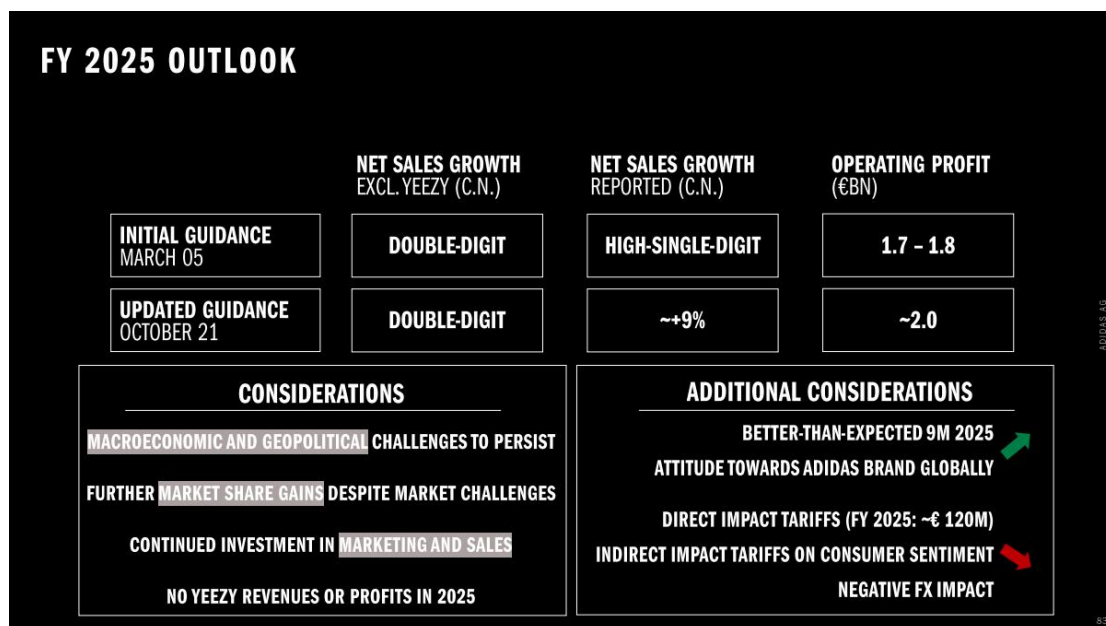 FY 2025 OUTLOOK
NET SALES GROWTH
EXCL. YEEZY (C.N.)
NET SALES GROWTH
REPORTED (C.N.)
OPERATING PROFIT
(€BN)
INITIAL GUIDANCE
MARCH 05
DOUBLE-DIGIT
HIGH-SINGLE-DIGIT
1.7 – 1.8
UPDATED GUIDANCE
OCTOBER 21
DOUBLE-DIGIT
~+9%
~2.0
CONSIDERATIONS
MACROECONOMIC AND GEOPOLITICAL CHALLENGES TO PERSIST
FURTHER MARKET SHARE GAINS DESPITE MARKET CHALLENGES
CONTINUED INVESTMENT IN MARKETING AND SALES
NO YEEZY REVENUES OR PROFITS IN 2025
ADDITIONAL CONSIDERATIONS
BETTER-THAN-EXPECTED 9M 2025
ATTITUDE TOWARDS ADIDAS BRAND GLOBALLY
DIRECT IMPACT TARIFFS (FY 2025: ~€ 120M)
INDIRECT IMPACT TARIFFS ON CONSUMER SENTIMENT
NEGATIVE FX IMPACT
ADIDAS AG
83